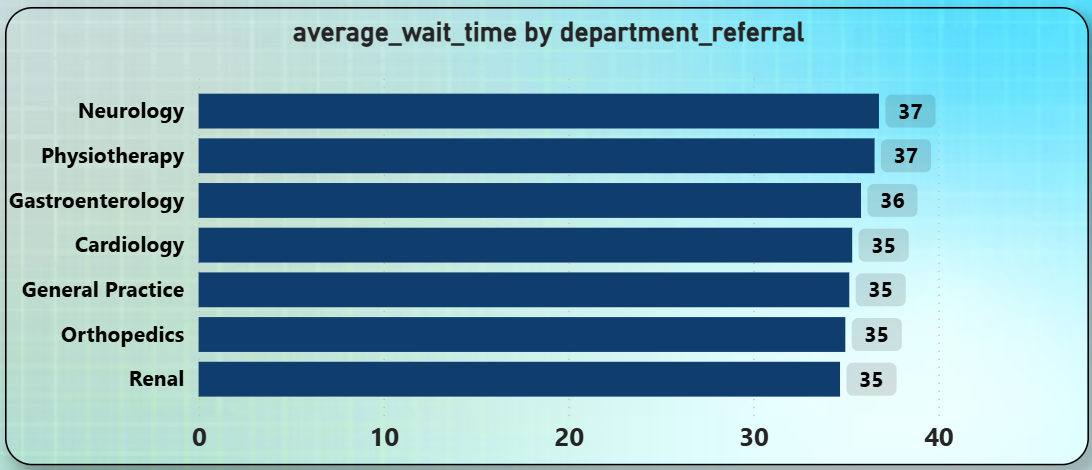 average_wait_time by department_referral
Neurology 37
Physiotherapy 37
Gastroenterology 36
Cardiology 35
General Practice 35
Orthopedics 35
Renal 35
0 10 20 30 40